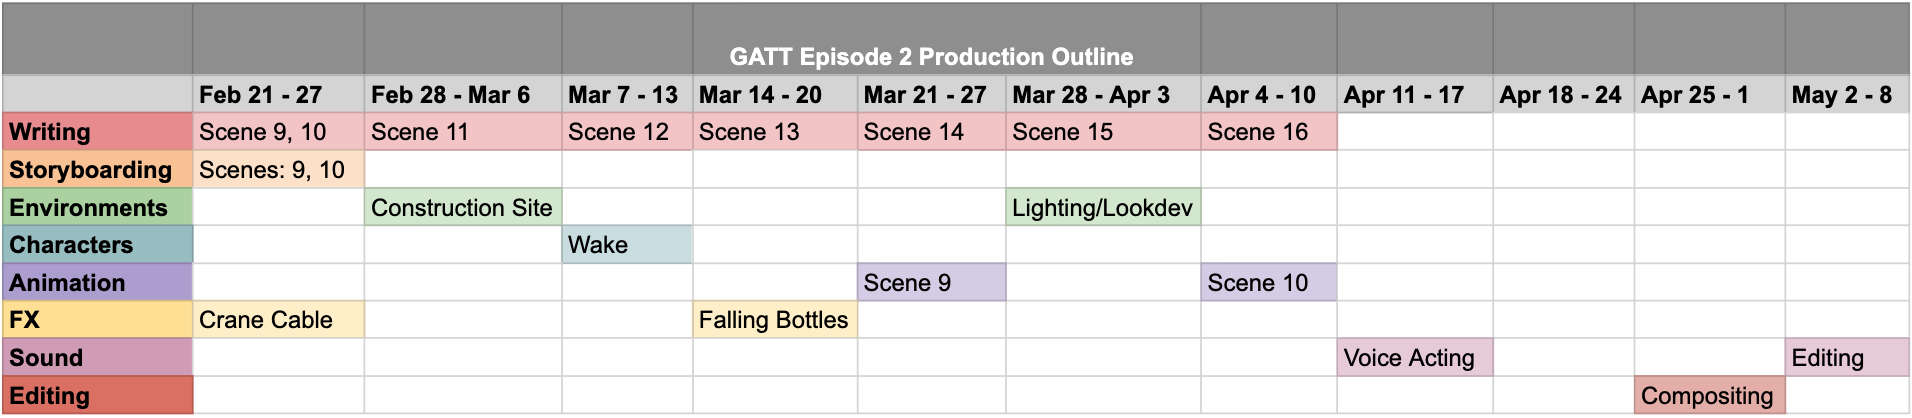 GATT Episode 2 Production Outline
Feb 21 - 27 Feb 28 - Mar 6 Mar 7 - 13 Mar 14 - 20 Mar 21 - 27 Mar 28 - Apr 3 Apr 4 - 10 Apr 11 - 17 Apr 18 - 24 Apr 25 - 1 May 2 - 8
Writing Scene 9, 10 Scene 11 Scene 12 Scene 13 Scene 14 Scene 15 Scene 16
Storyboarding Scenes: 9, 10
Environments Construction Site Lighting/Lookdev
Characters Wake
Animation Scene 9 Scene 10
FX Crane Cable Falling Bottles
Sound Voice Acting Editing
Editing Compositing